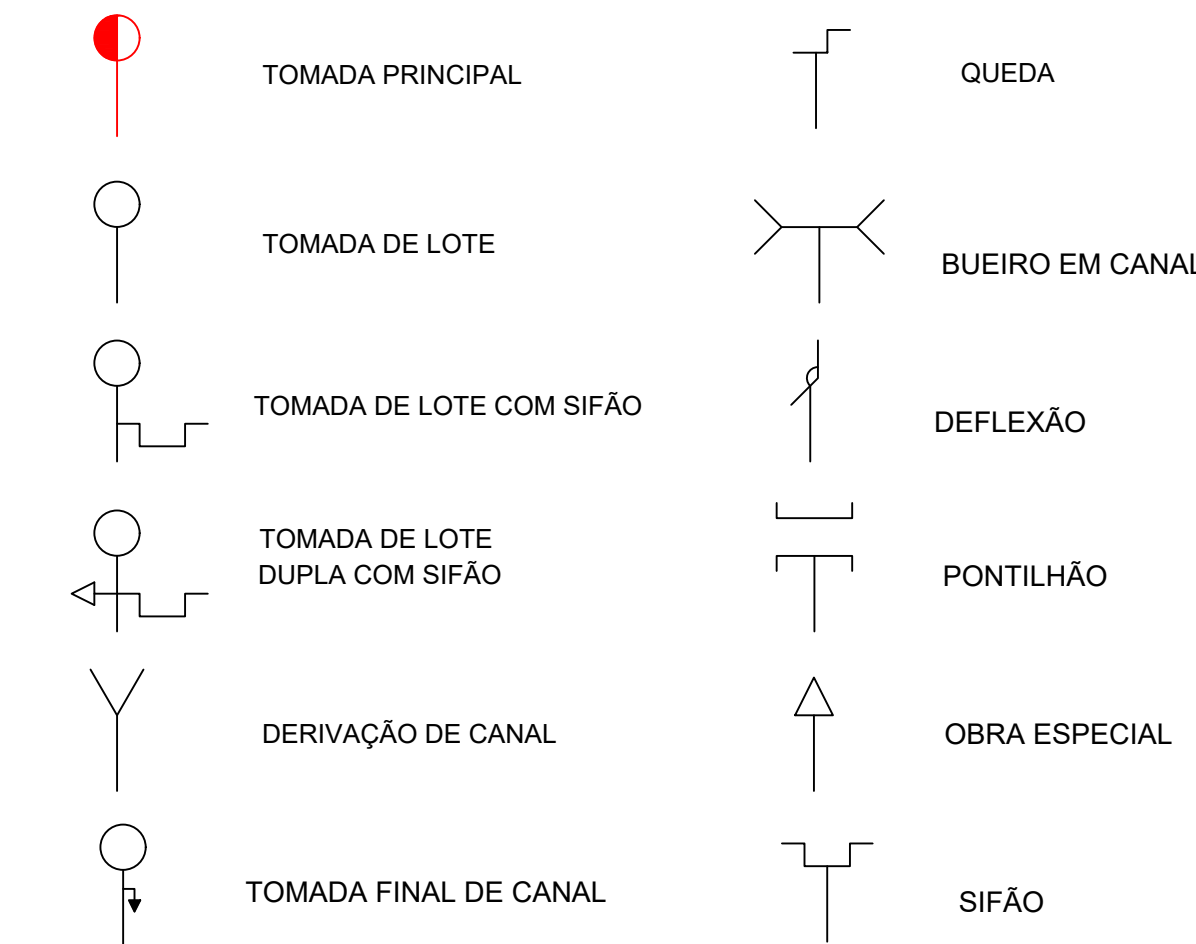 TOMADA PRINCIPAL
TOMADA DE LOTE
TOMADA DE LOTE COM SIFÃO
TOMADA DE LOTE
DUPLA COM SIFÃO
DERIVAÇÃO DE CANAL
TOMADA FINAL DE CANAL
QUEDA
BUEIRO EM CANAL
DEFLEXÃO
PONTILHÃO
OBRA ESPECIAL
SIFÃO